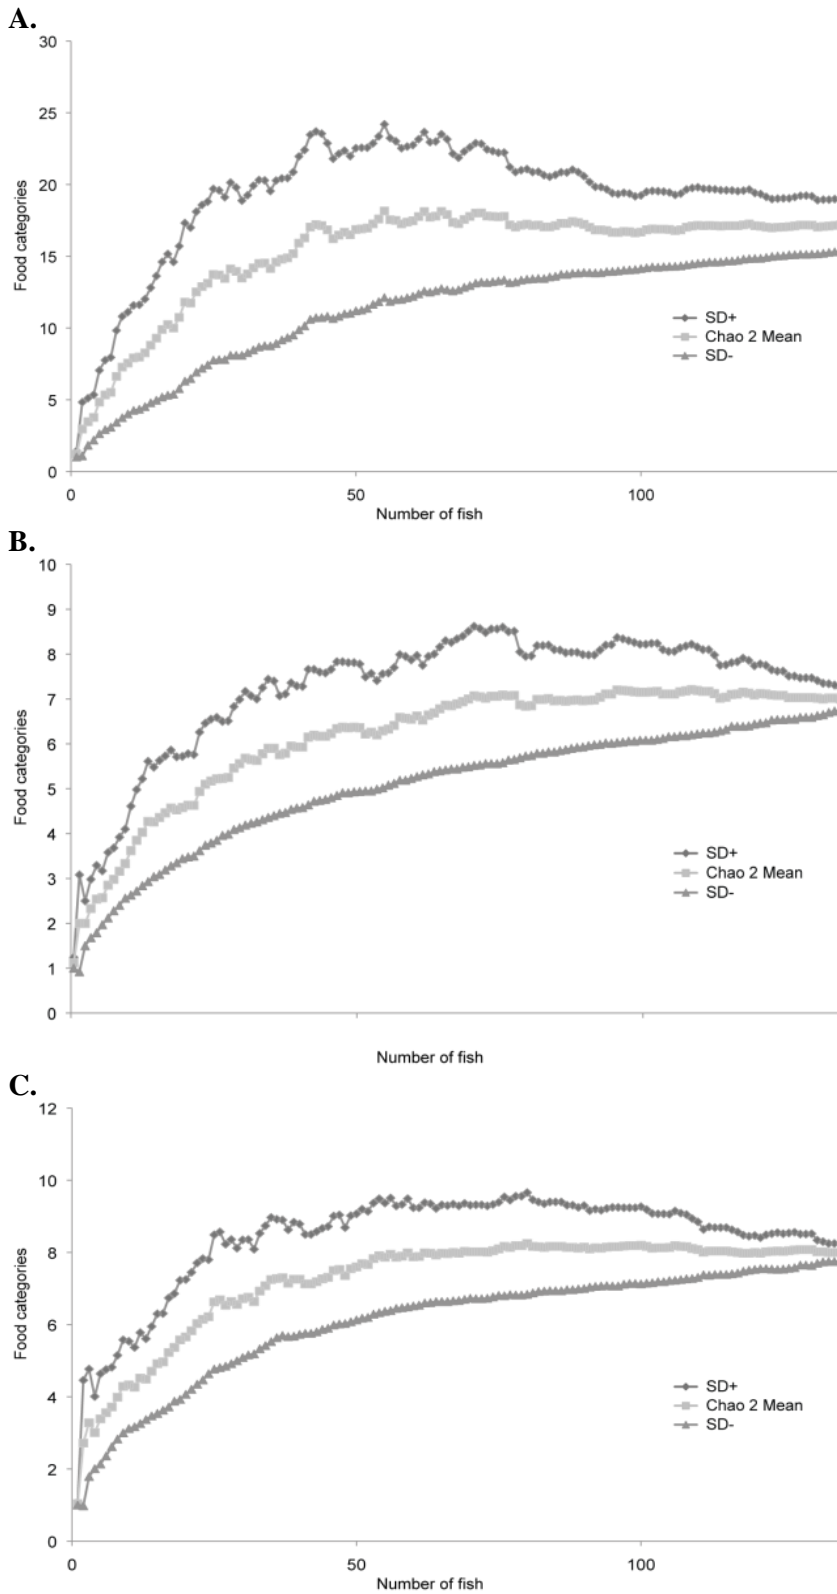 A.
30
25
20
15
10
5
0
Food categories
SD+
Chao 2 Mean
SD-
0 50 100
Number of fish
B.
10
9
8
7
6
5
4
3
2
1
0
Food categories
SD+
Chao 2 Mean
SD-
Number of fish
C.
12
10
8
6
4
2
0
Food categories
SD+
Chao 2 Mean
SD-
0 50 100
Number of fish